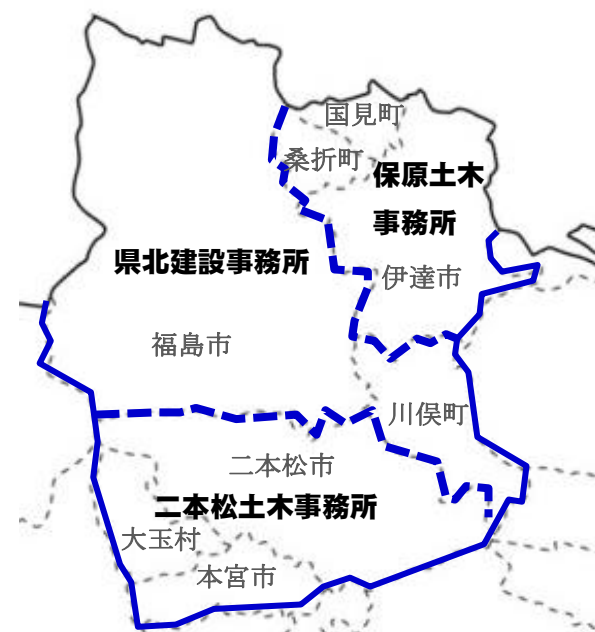 国見町
桑折町
保原土木
事務所
県北建設事務所
伊達市
福島市
川俣町
二本松市
二本松土木事務所
大玉村
本宮市